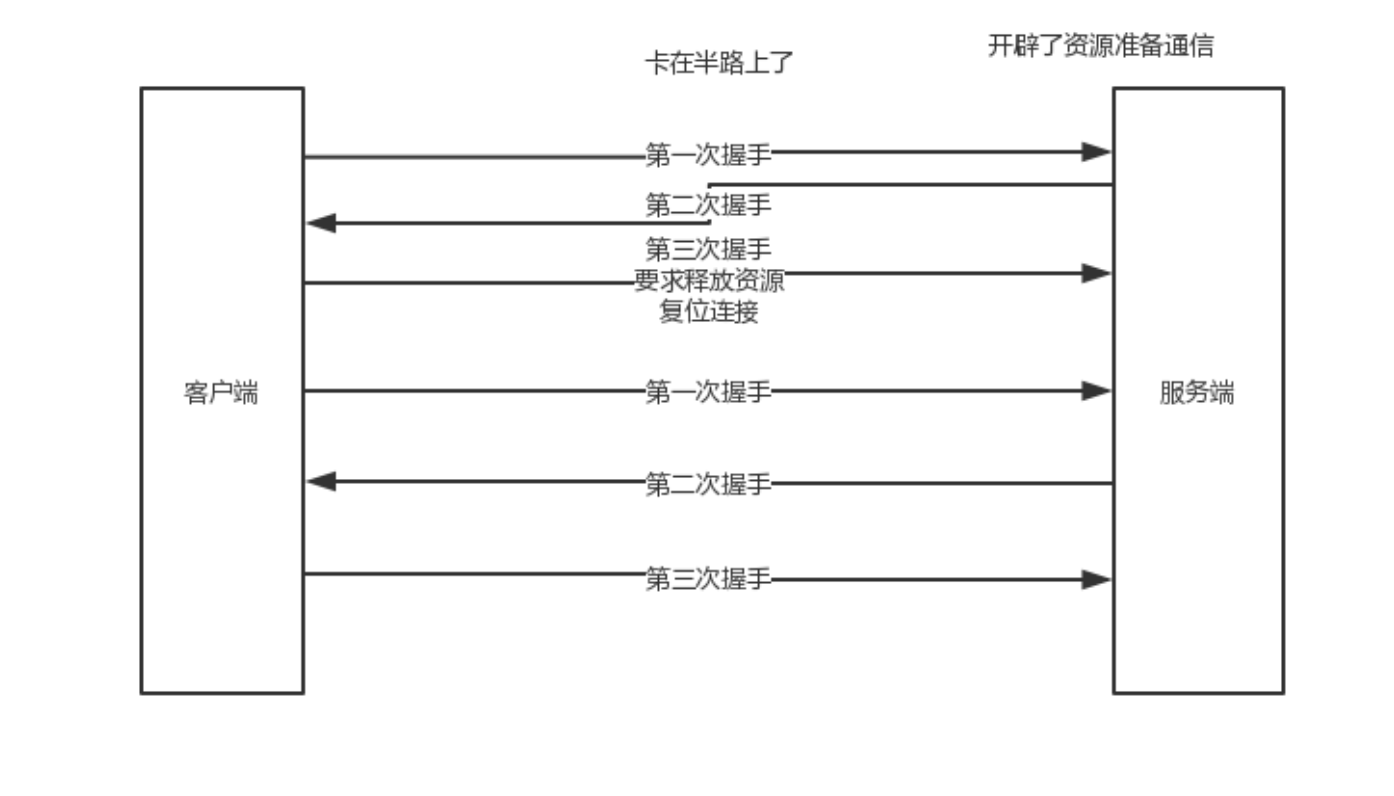 开辟了资源准备通信
卡在半路上了
第一次握手
第二次握手
第三次握手
要求释放资源
复位连接
客户端
第一次握手
服务端
第二次握手
第三次握手